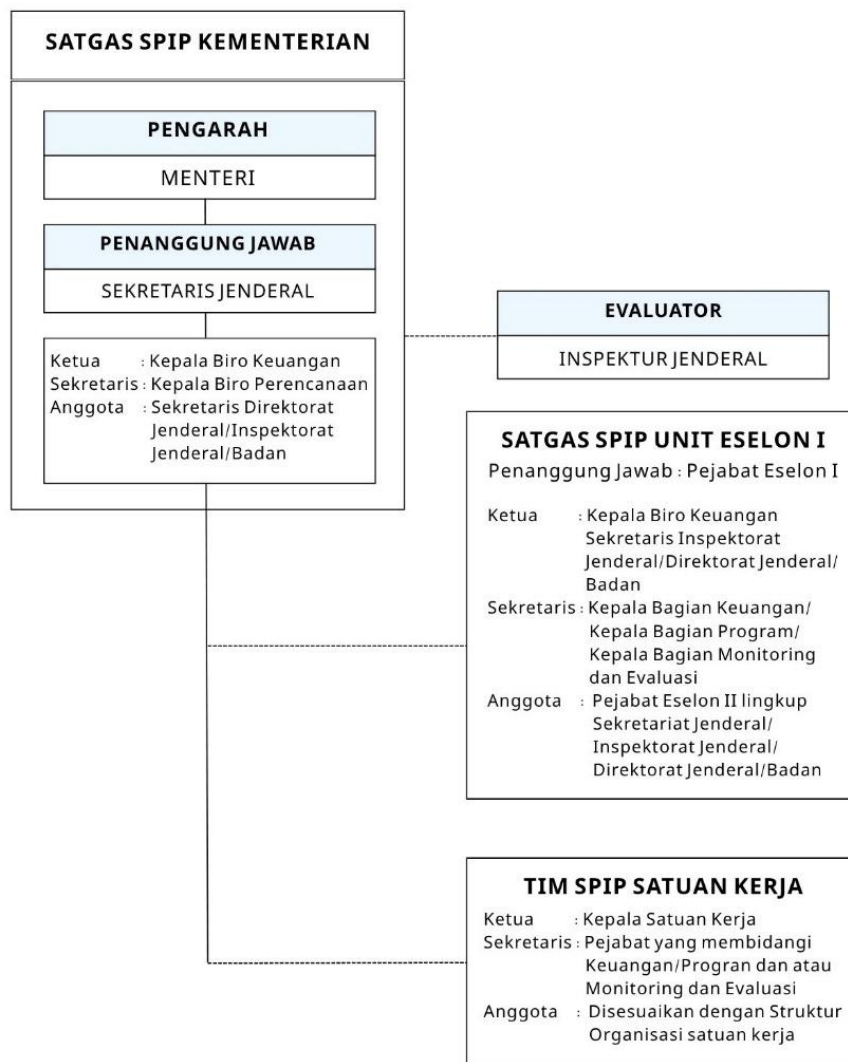 SATGAS SPIP KEMENTERIAN
PENGARAH
MENTERI
PENANGGUNG JAWAB
SEKRETARIS JENDERAL
Ketua : Kepala Biro Keuangan
Sekretaris : Kepala Biro Perencanaan
Anggota : Sekretaris Direktorat
Jenderal/Inspektorat
Jenderal/Badan
EVALUATOR
INSPEKTUR JENDERAL
SATGAS SPIP UNIT ESELON I
Penanggung Jawab : Pejabat Eselon I
Ketua : Kepala Biro Keuangan
Sekretaris Inspektorat
Jenderal/Direktorat Jenderal/
Badan
Sekretaris : Kepala Bagian Keuangan/
Kepala Bagian Program/
Kepala Bagian Monitoring
dan Evaluasi
Anggota : Pejabat Eselon II lingkup
Sekretariat Jenderal/
Inspektorat Jenderal/
Direktorat Jenderal/Badan
TIM SPIP SATUAN KERJA
Ketua : Kepala Satuan Kerja
Sekretaris : Pejabat yang membidangi
Keuangan/Progran dan atau
Monitoring dan Evaluasi
Anggota : Disesuaikan dengan Struktur
Organisasi satuan kerja